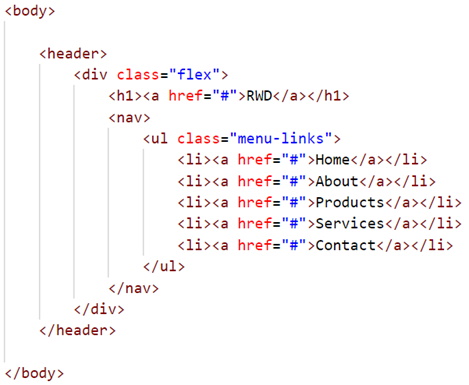 <body>
<header>
<div class="flex">
<h1><a href="#">RWD</a></h1>
<nav>
<ul class="menu-links">
<li><a href="#">Home</a></li>
<li><a href="#">About</a></li>
<li><a href="#">Products</a></li>
<li><a href="#">Services</a></li>
<li><a href="#">Contact</a></li>
</ul>
</nav>
</div>
</header>
</body>